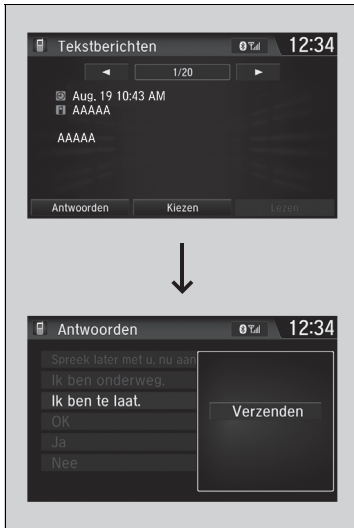 Tekstberichten 12:34
1/20
Aug. 19 10:43 AM
AAAAA
AAAAA
Antwoorden Kiezen Lezen
Antwoorden 12:34
Spreek later met u, nu aan
Ik ben onderweg.
Ik ben te laat.
Verzenden
OK
Ja
Nee